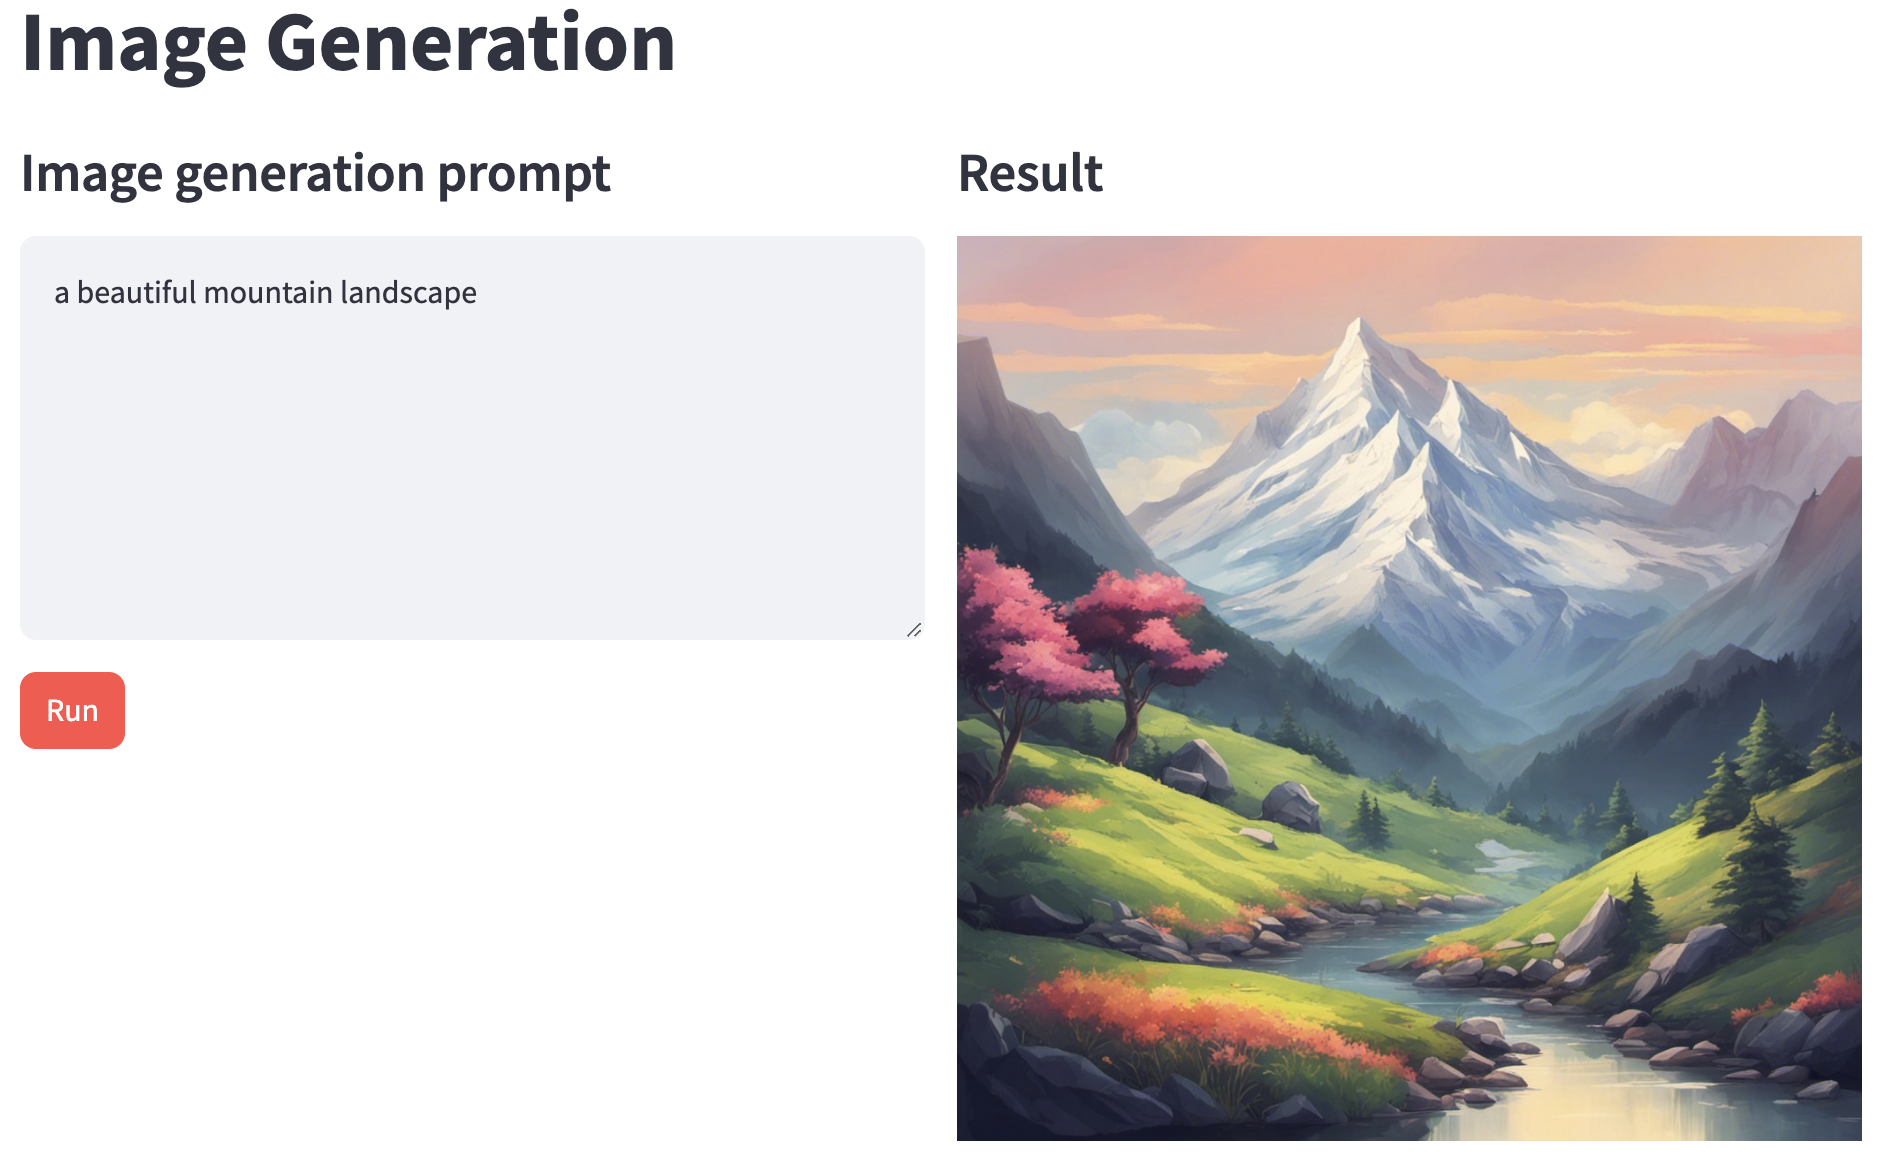 Image Generation
Image generation prompt
a beautiful mountain landscape
Run
Result